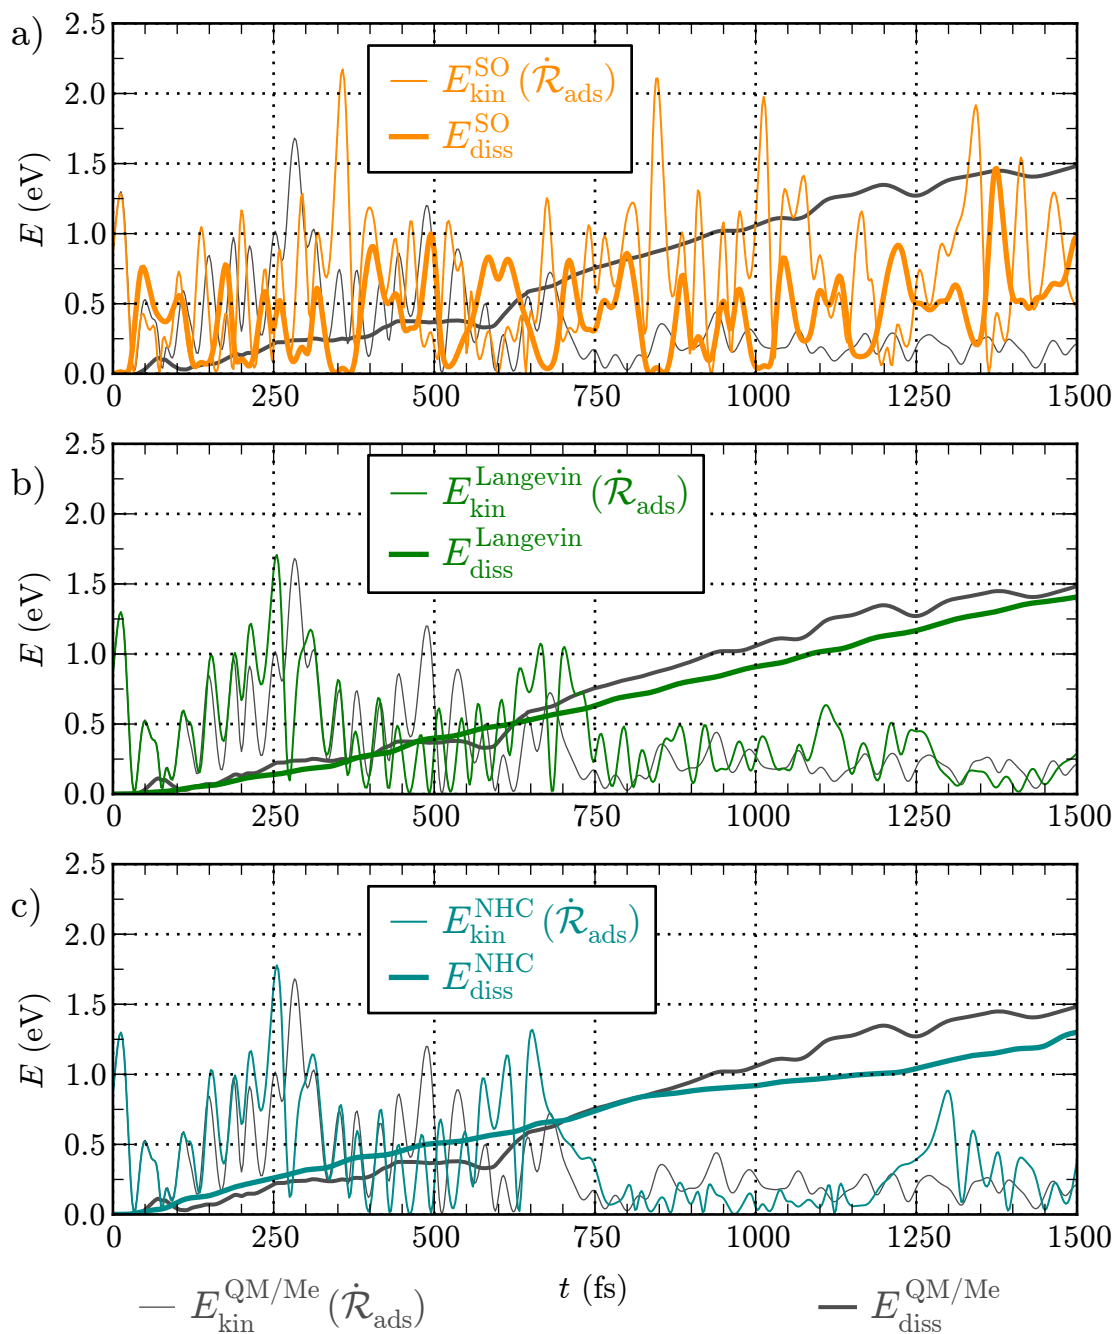 a)
2.5
2.0
1.5
1.0
0.5
0.0
E (eV)
E_kin^SO (Ṙ_ads)
E_diss^SO
0 250 500 750 1000 1250 1500
b)
2.5
2.0
1.5
1.0
0.5
0.0
E (eV)
E_kin^Langevin (Ṙ_ads)
E_diss^Langevin
0 250 500 750 1000 1250 1500
c)
2.5
2.0
1.5
1.0
0.5
0.0
E (eV)
E_kin^NHC (Ṙ_ads)
E_diss^NHC
0 250 500 750 1000 1250 1500
t (fs)
E_kin^QM/Me (Ṙ_ads)
E_diss^QM/Me